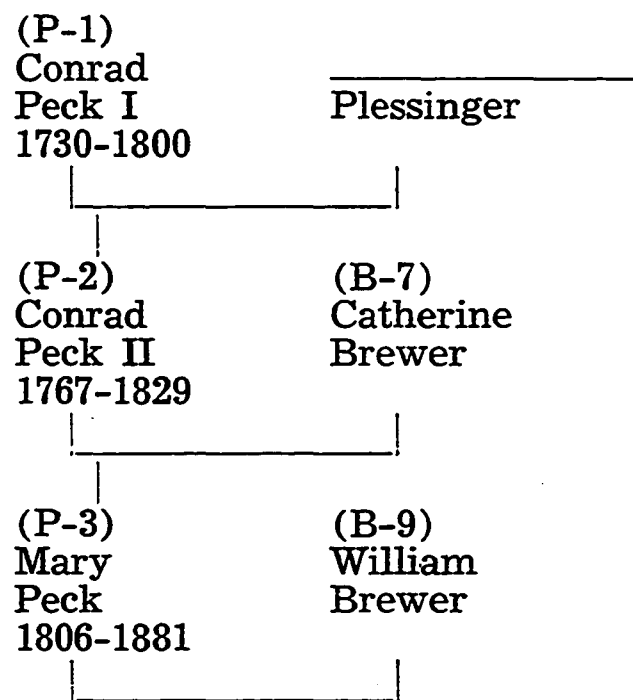 (P-1)
Conrad
Peck I
1730-1800
Plessinger
(P-2)
Conrad
Peck II
1767-1829
(B-7)
Catherine
Brewer
(P-3)
Mary
Peck
1806-1881
(B-9)
William
Brewer